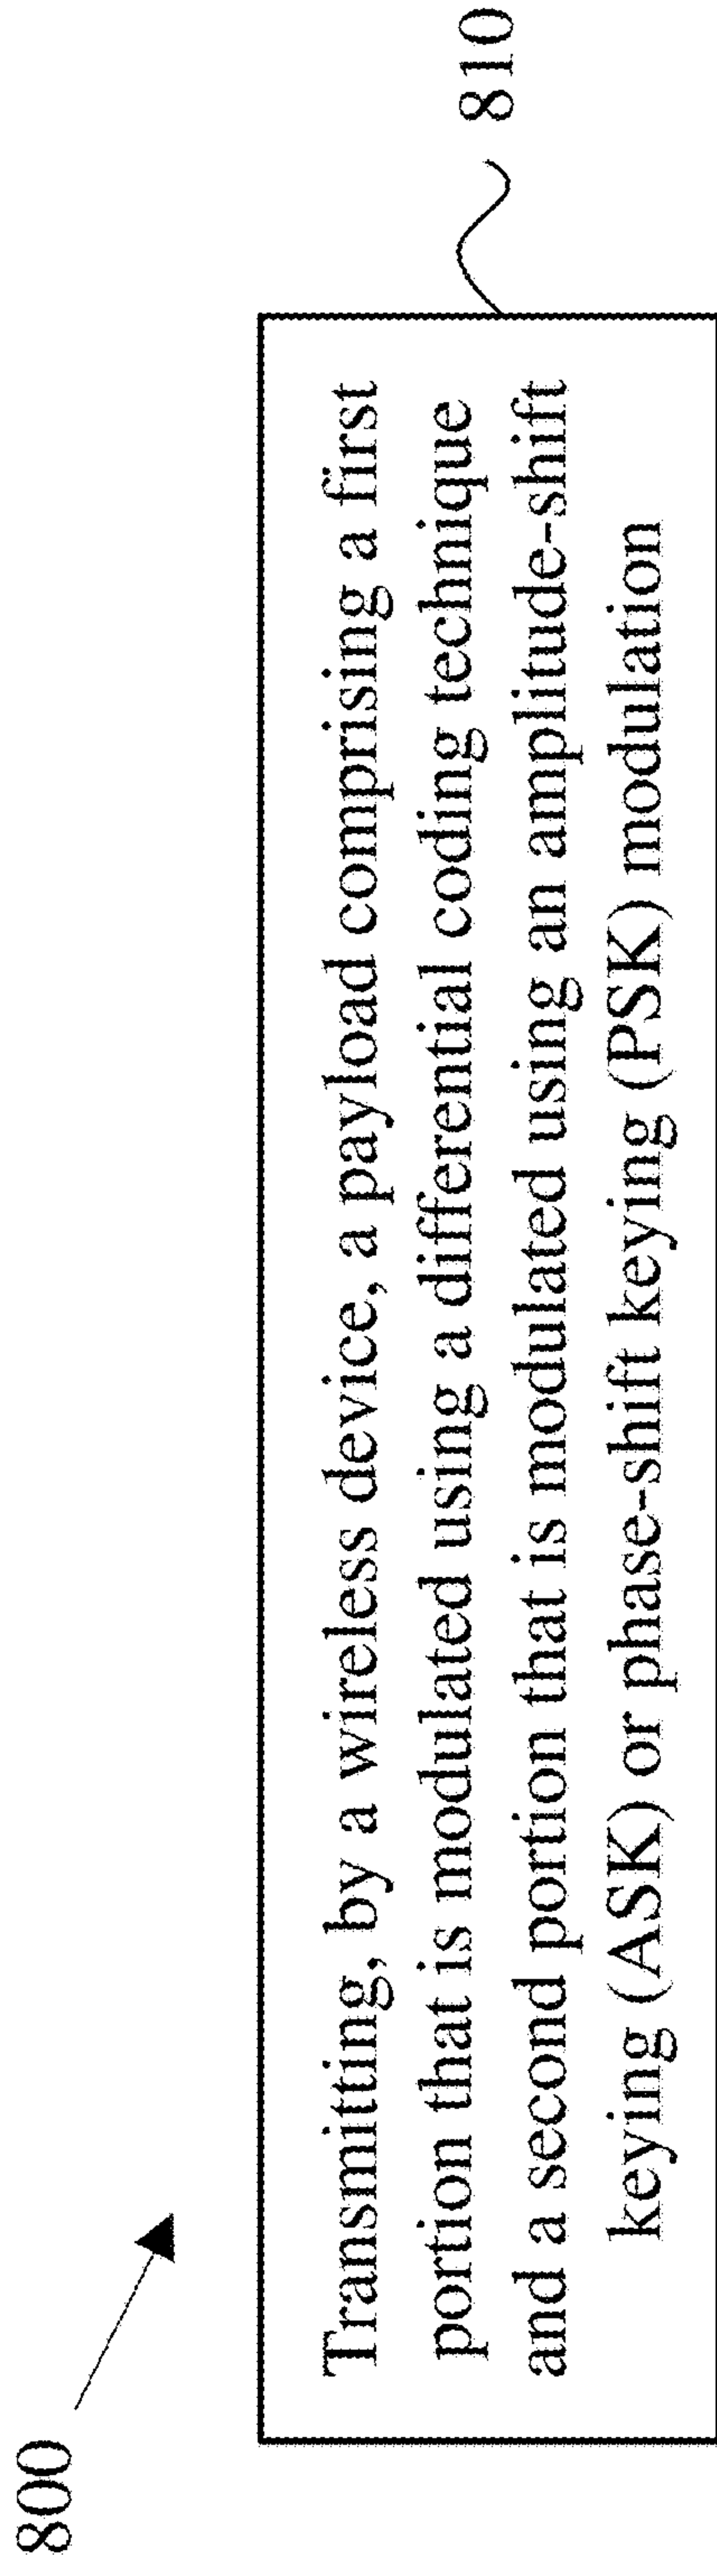 800
Transmitting, by a wireless device, a payload comprising a first
portion that is modulated using a differential coding technique
and a second portion that is modulated using an amplitude-shift
keying (ASK) or phase-shift keying (PSK) modulation
810